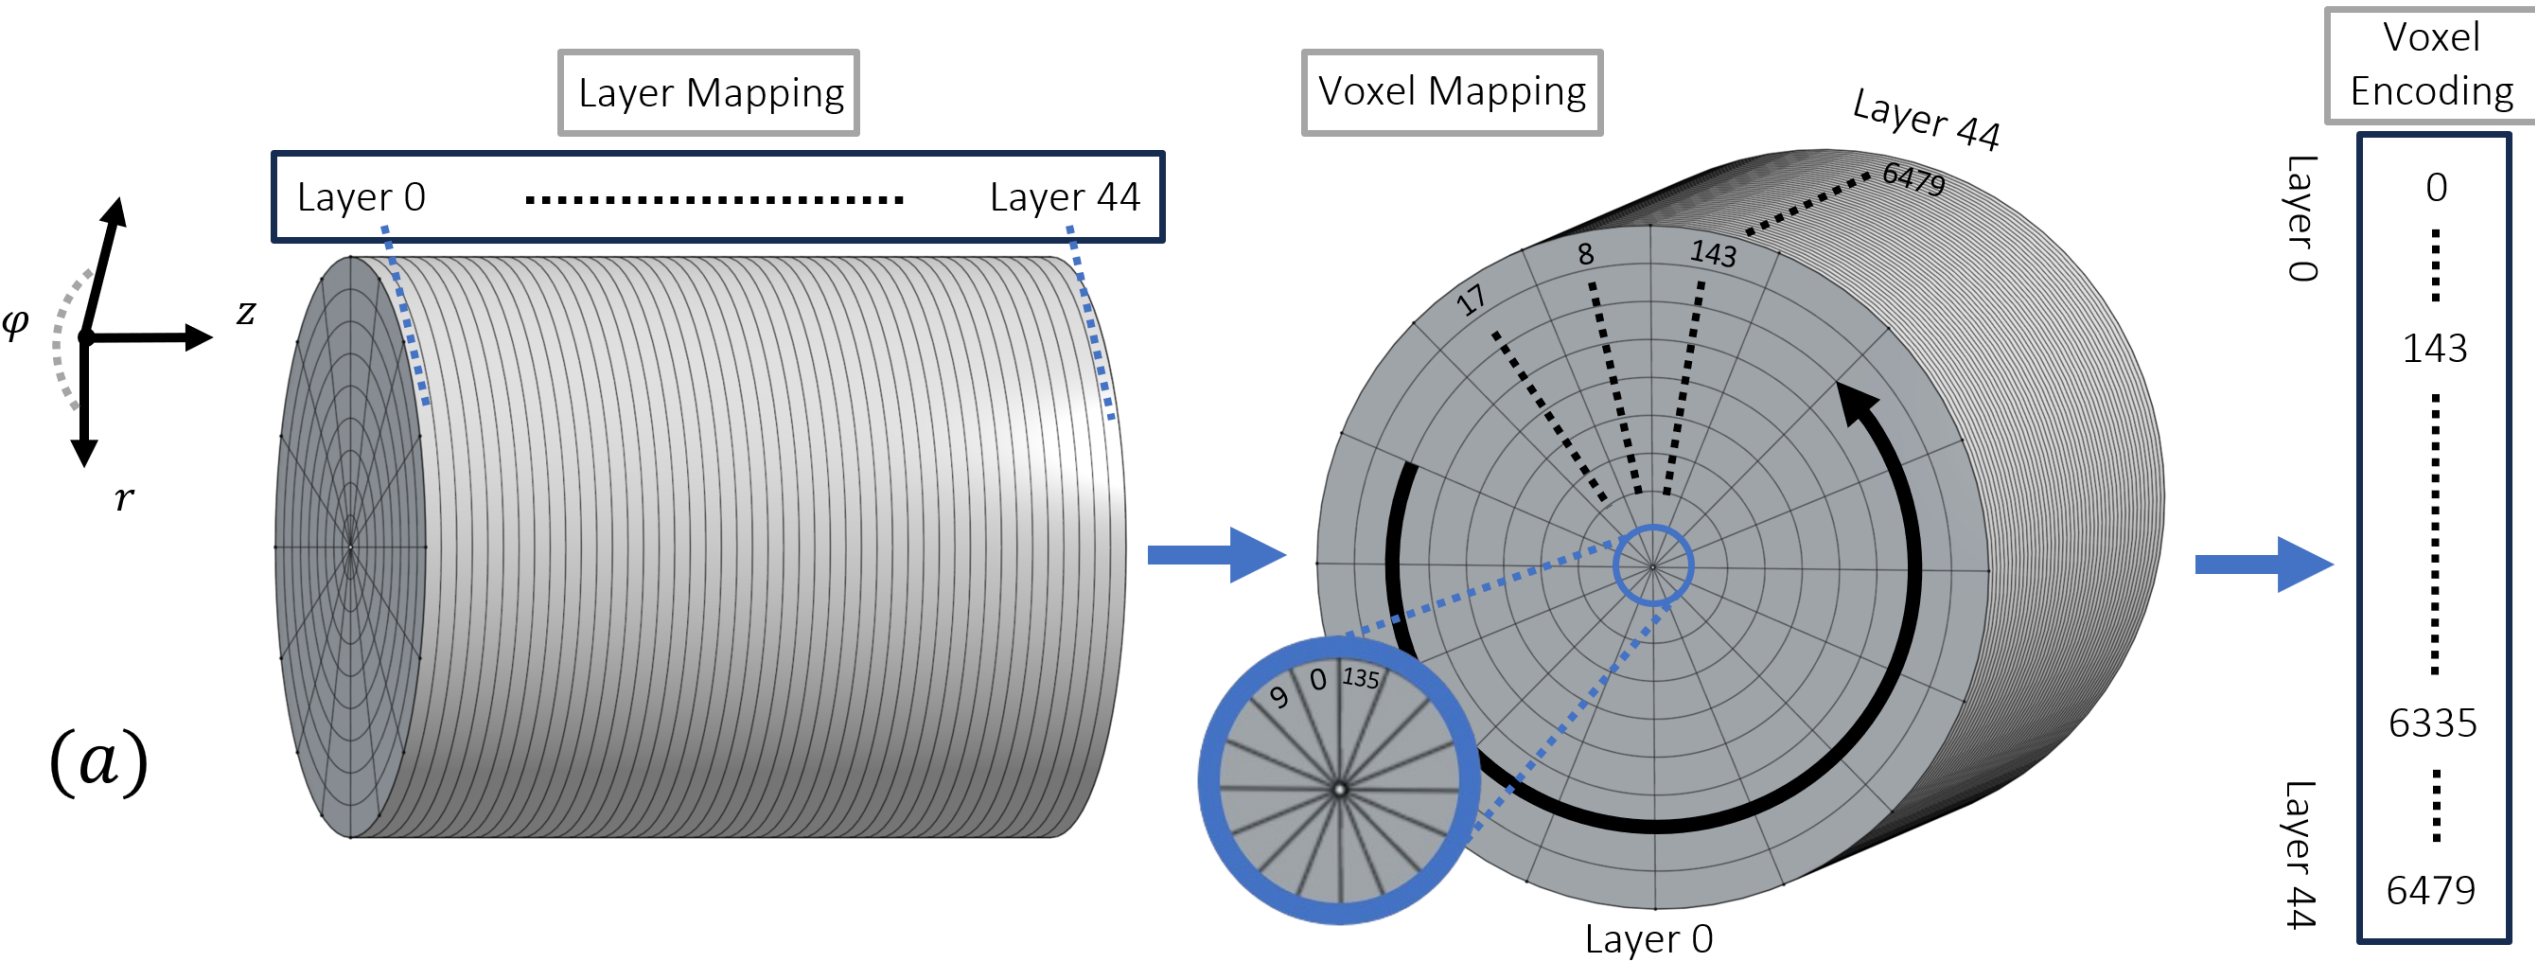 Layer Mapping
Layer 0
Layer 44
φ
z
r
(a)
Voxel Mapping
Layer 44
6479
17
8
143
9
0
135
Layer 0
Voxel
Encoding
Layer 0
0
143
6335
6479
Layer 44